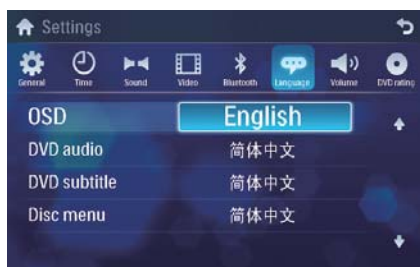 Settings
General Time Sound Video Bluetooth Language Volume DVD rating
OSD English
DVD audio 简体中文
DVD subtitle 简体中文
Disc menu 简体中文